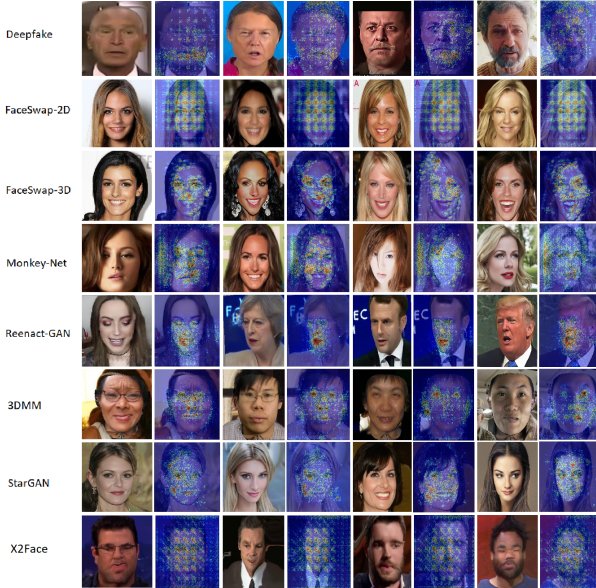 Deepfake
FaceSwap-2D
A
FaceSwap-3D
Monkey-Net
Reenact-GAN
3DMM
StarGAN
X2Face